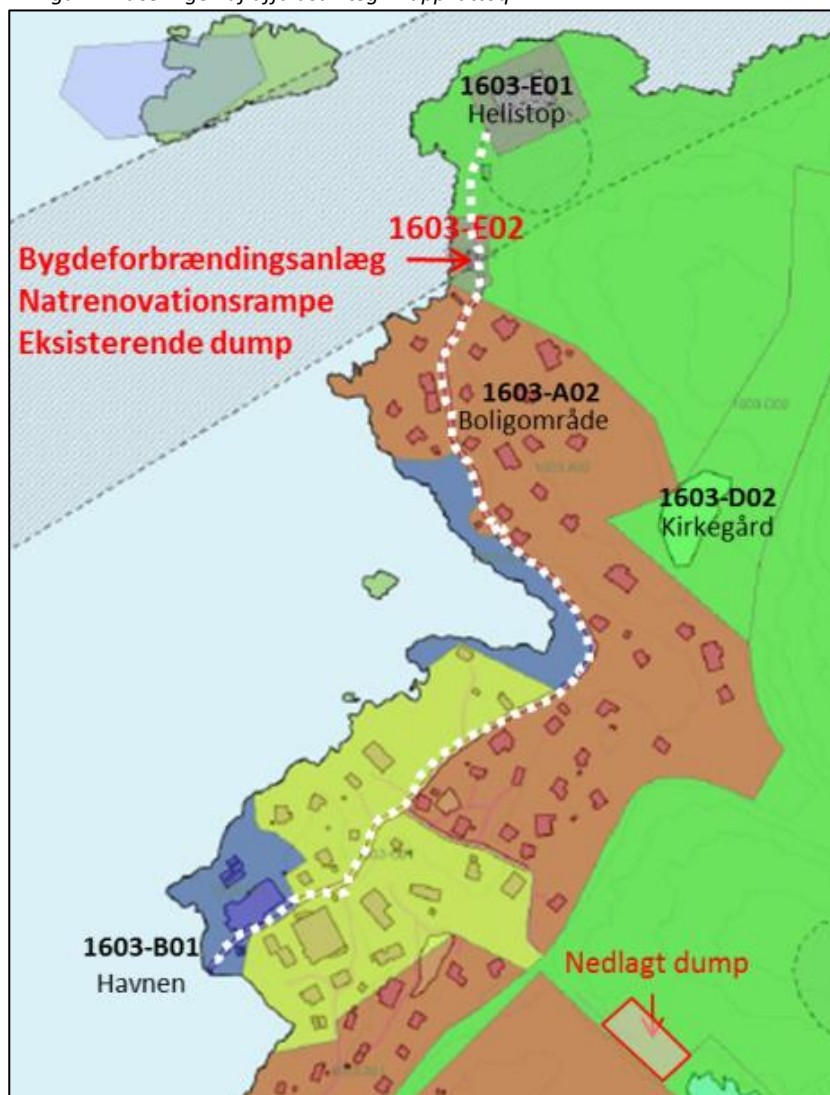 1603-E01
Helistop
1603-E02
Bygdeforbrændingsanlæg
Natrenovationsrampe
Eksisterende dump
1603-A02
Boligområde
1603-D02
Kirkegård
1603-B01
Havnen
Nedlagt dump